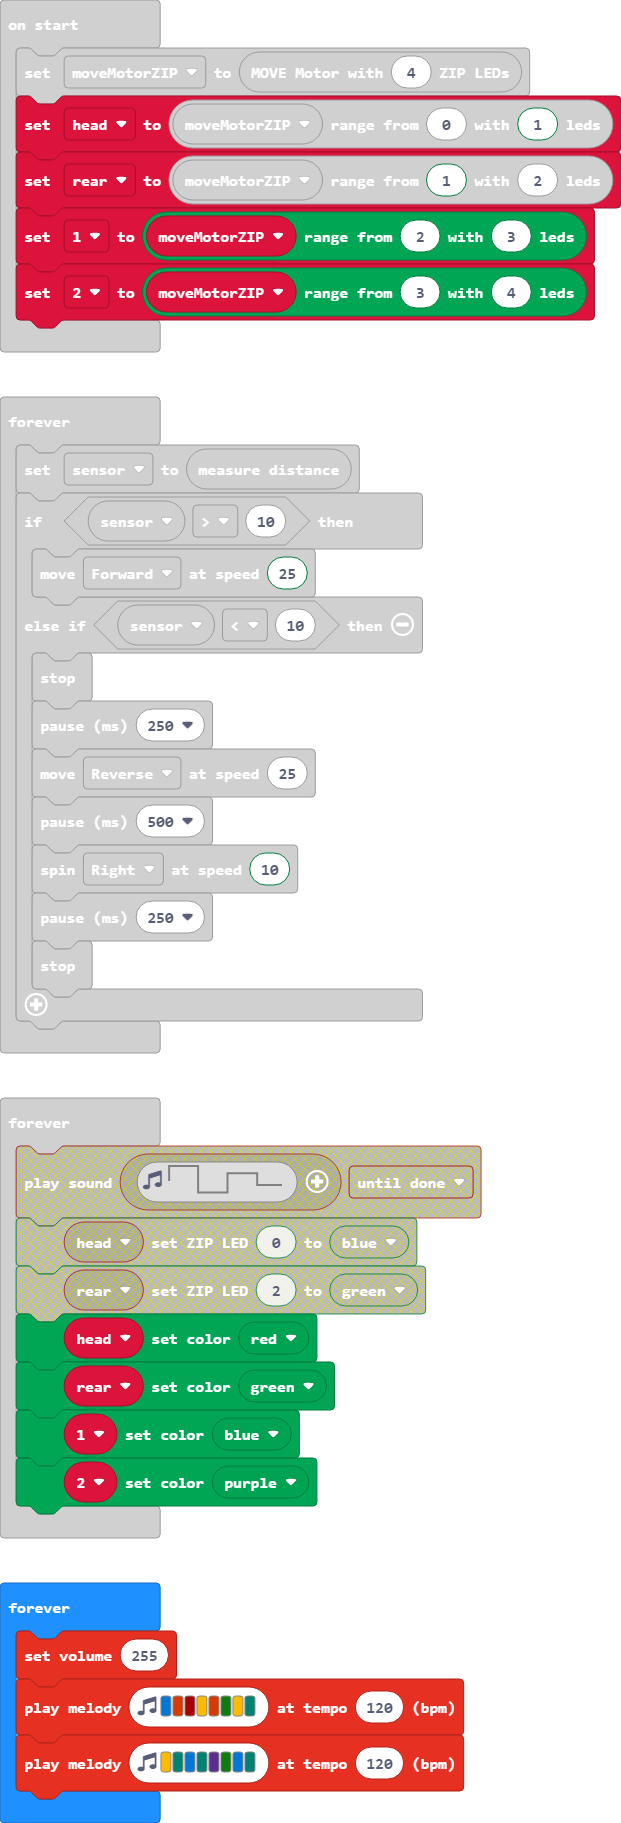 on start
set moveMotorZIP to MOVE Motor with 4 ZIP LEDs
set head to moveMotorZIP range from 0 with 1 leds
set rear to moveMotorZIP range from 1 with 2 leds
set 1 to moveMotorZIP range from 2 with 3 leds
set 2 to moveMotorZIP range from 3 with 4 leds
forever
set sensor to measure distance
if sensor > 10 then
move Forward at speed 25
else if sensor < 10 then
stop
pause (ms) 250
move Reverse at speed 25
pause (ms) 500
spin Right at speed 10
pause (ms) 250
stop
forever
play sound until done
head set ZIP LED 0 to blue
rear set ZIP LED 2 to green
head set color red
rear set color green
1 set color blue
2 set color purple
forever
set volume 255
play melody at tempo 120 (bpm)
play melody at tempo 120 (bpm)